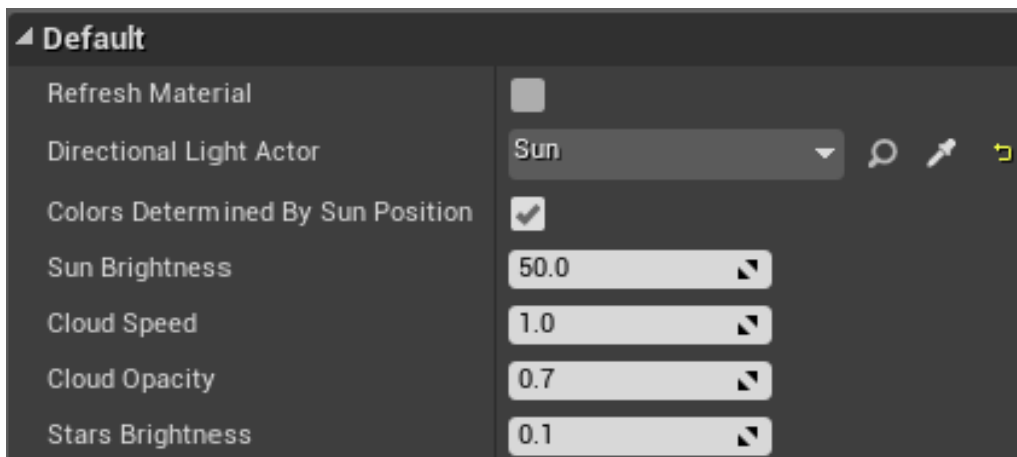 Default
Refresh Material
Directional Light Actor Sun
Colors Determined By Sun Position
Sun Brightness 50.0
Cloud Speed 1.0
Cloud Opacity 0.7
Stars Brightness 0.1